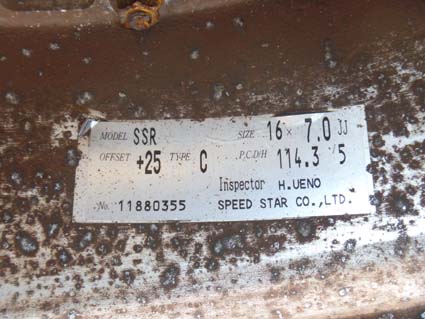 MODEL SSR SIZE 16 × 7.0 JJ
OFFSET +25 TYPE C P,C,D/H 114.3 /5
Inspector H.UENO
No. 11880355 SPEED STAR CO.,LTD.